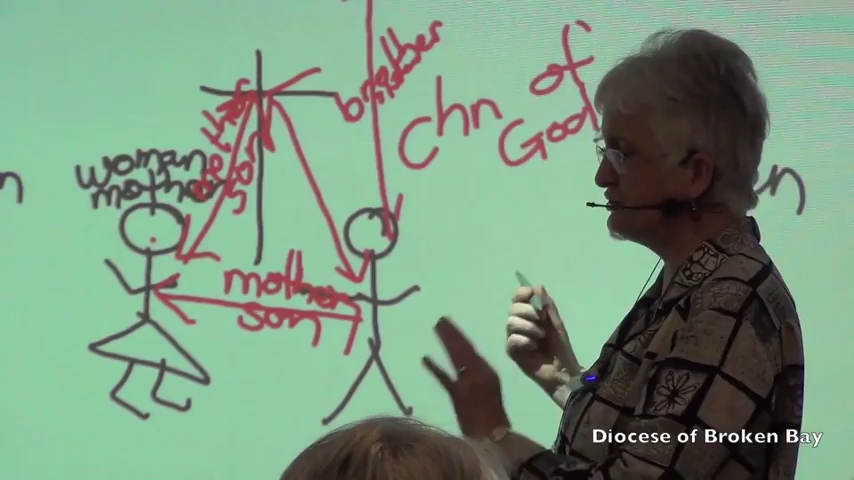 brother
Chn of
God
woman
mother
son
mother
son
n
n
Diocese of Broken Bay